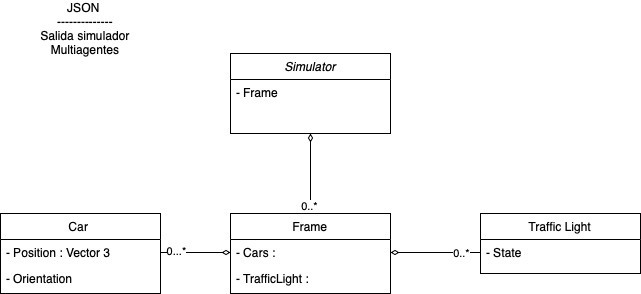 JSON
--------------
Salida simulador
Multiagentes
Simulator
- Frame
0..*
Car
- Position : Vector 3
- Orientation
0...*
Frame
- Cars :
- TrafficLight :
0..*
Traffic Light
- State